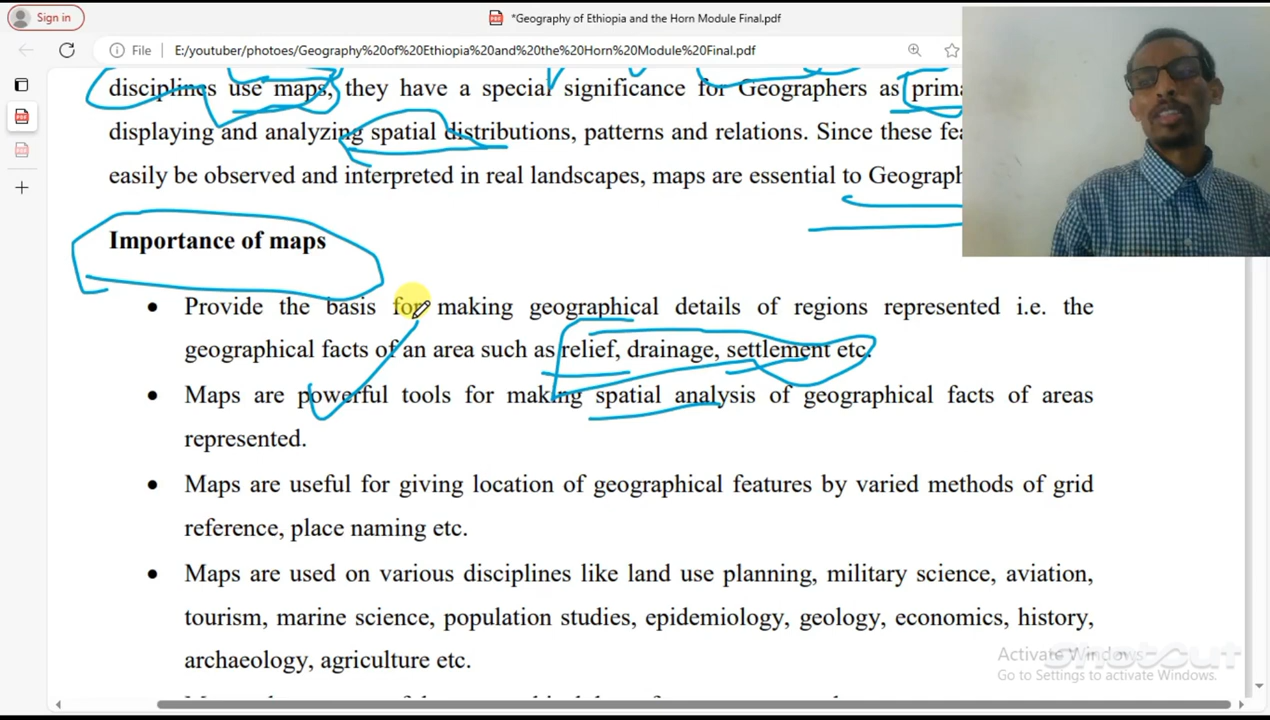 Sign in
*Geography of Ethiopia and the Horn Module Final.pdf
File E:/youtuber/photoes/Geography%20of%20Ethiopia%20and%20the%20Horn%20Module%20Final.pdf
disciplines use maps, they have a special significance for Geographers as
displaying and analyzing spatial distributions, patterns and relations. Since these
easily be observed and interpreted in real landscapes, maps are essential to
Importance of maps
• Provide the basis for making geographical details of regions represented i.e. the
geographical facts of an area such as relief, drainage, settlement etc.
• Maps are powerful tools for making spatial analysis of geographical facts of areas
represented.
• Maps are useful for giving location of geographical features by varied methods of grid
reference, place naming etc.
• Maps are used on various disciplines like land use planning, military science, aviation,
tourism, marine science, population studies, epidemiology, geology, economics, history,
archaeology, agriculture etc.
Activate Windows
Go to Settings to activate Windows.